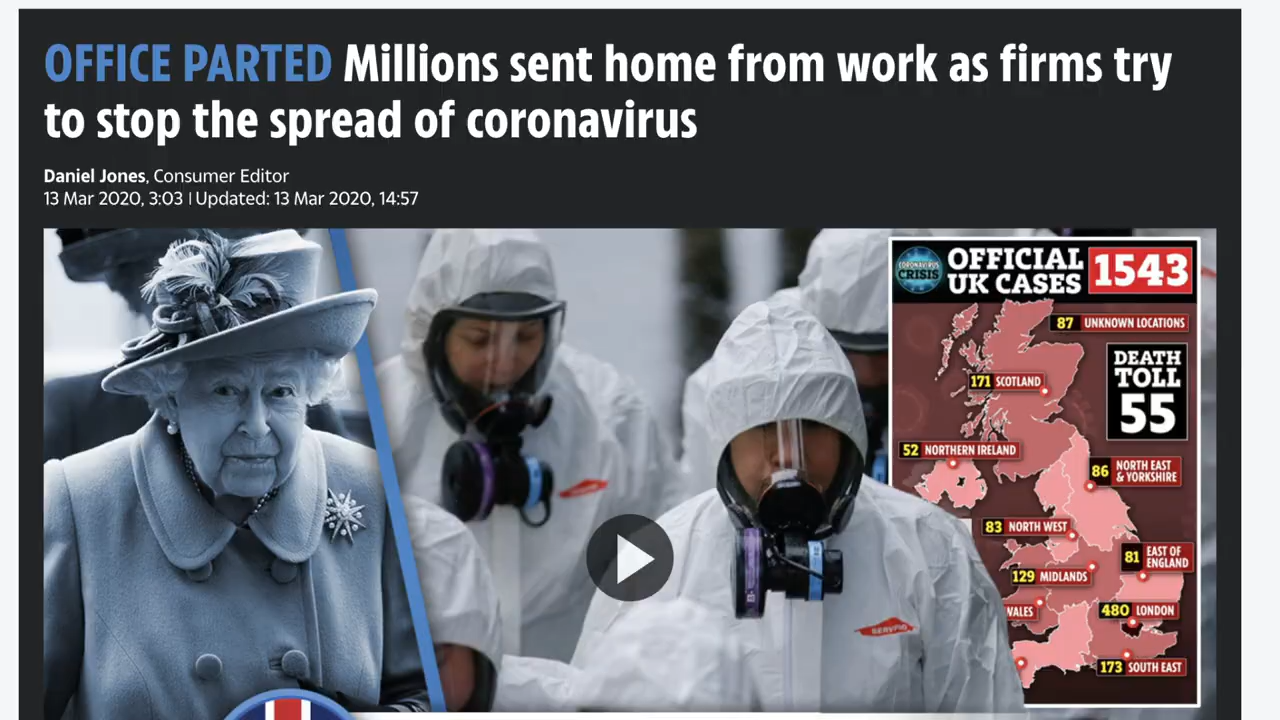 OFFICE PARTED Millions sent home from work as firms try
to stop the spread of coronavirus
Daniel Jones, Consumer Editor
13 Mar 2020, 3:03 | Updated: 13 Mar 2020, 14:57
CORONAVIRUS
CRISIS
OFFICIAL
UK CASES
1543
87 UNKNOWN LOCATIONS
DEATH
TOLL
55
171 SCOTLAND
52 NORTHERN IRELAND
86 NORTH EAST
& YORKSHIRE
83 NORTH WEST
81 EAST OF
ENGLAND
129 MIDLANDS
WALES
480 LONDON
173 SOUTH EAST
SERVPRO